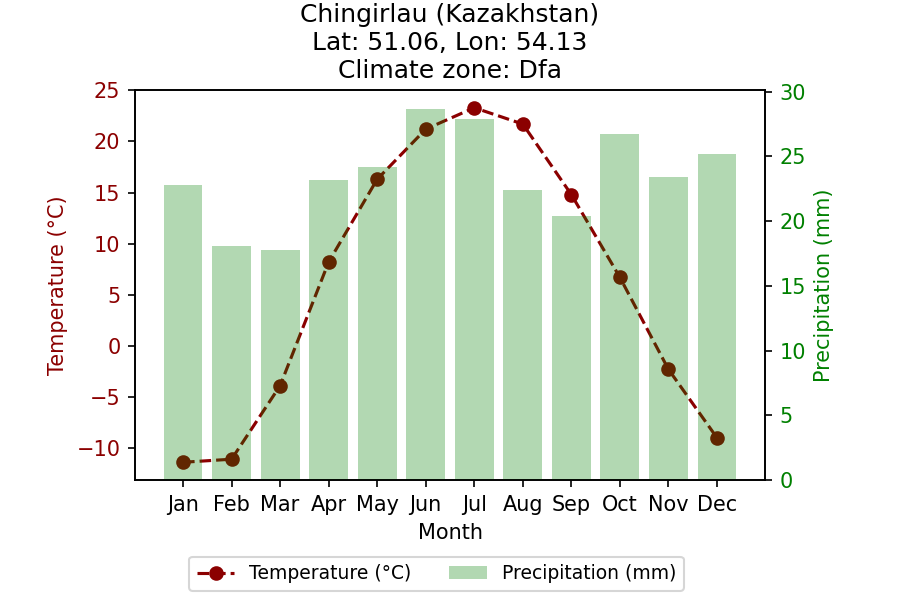 Chingirlau (Kazakhstan)
Lat: 51.06, Lon: 54.13
Climate zone: Dfa
25
20
15
10
5
0
−5
−10
Temperature (°C)
30
25
20
15
10
5
0
Precipitation (mm)
Jan Feb Mar Apr May Jun Jul Aug Sep Oct Nov Dec
Month
Temperature (°C) Precipitation (mm)